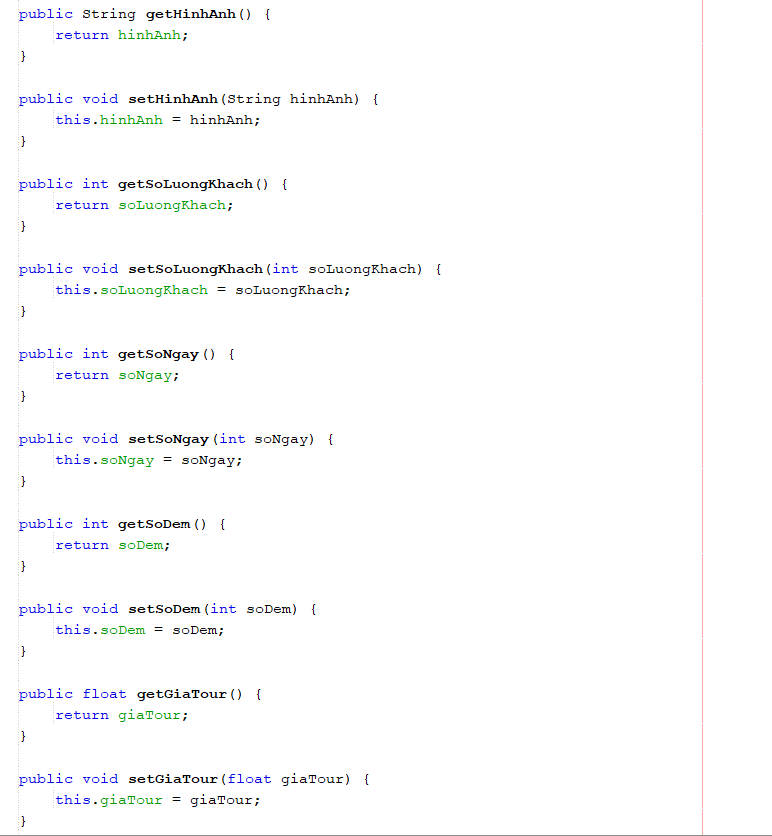 public String getHinhAnh() {
    return hinhAnh;
}
public void setHinhAnh(String hinhAnh) {
    this.hinhAnh = hinhAnh;
}
public int getSoLuongKhach() {
    return soLuongKhach;
}
public void setSoLuongKhach(int soLuongKhach) {
    this.soLuongKhach = soLuongKhach;
}
public int getSoNgay() {
    return soNgay;
}
public void setSoNgay(int soNgay) {
    this.soNgay = soNgay;
}
public int getSoDem() {
    return soDem;
}
public void setSoDem(int soDem) {
    this.soDem = soDem;
}
public float getGiaTour() {
    return giaTour;
}
public void setGiaTour(float giaTour) {
    this.giaTour = giaTour;
}